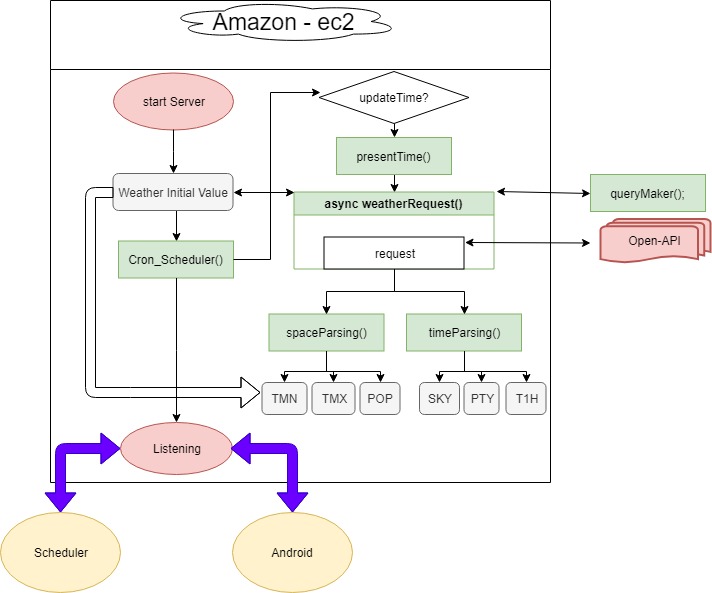 Amazon - ec2
start Server
updateTime?
presentTime()
Weather Initial Value
async weatherRequest()
queryMaker();
Cron_Scheduler()
request
Open-API
spaceParsing()
timeParsing()
TMN
TMX
POP
SKY
PTY
T1H
Listening
Scheduler
Android